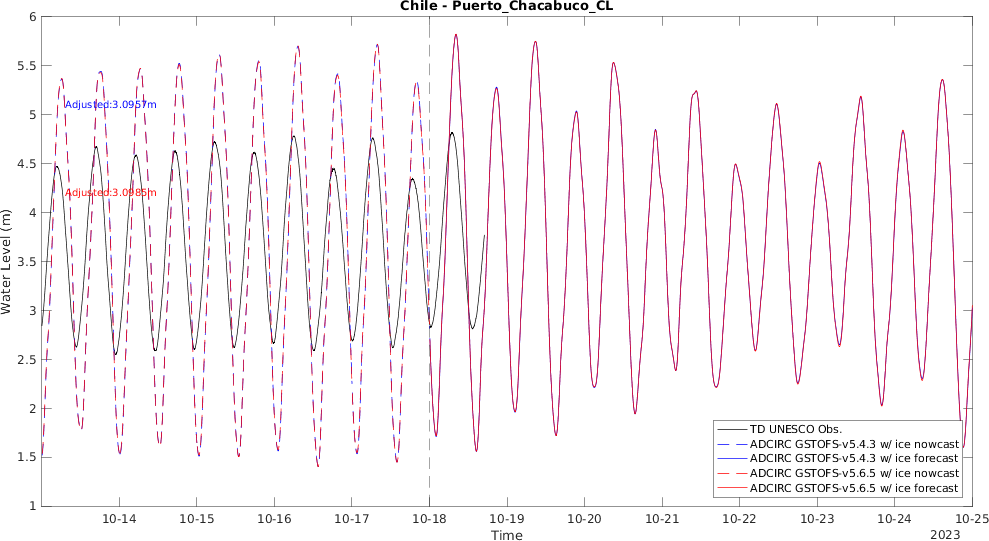 Chile - Puerto_Chacabuco_CL
6
5.5
5
4.5
4
3.5
3
2.5
2
1.5
1
Water Level (m)
Adjusted:3.0957m
Adjusted:3.0985m
TD UNESCO Obs.
ADCIRC GSTOFS-v5.4.3 w/ ice nowcast
ADCIRC GSTOFS-v5.4.3 w/ ice forecast
ADCIRC GSTOFS-v5.6.5 w/ ice nowcast
ADCIRC GSTOFS-v5.6.5 w/ ice forecast
10-14 10-15 10-16 10-17 10-18 10-19 10-20 10-21 10-22 10-23 10-24 10-25
Time
2023